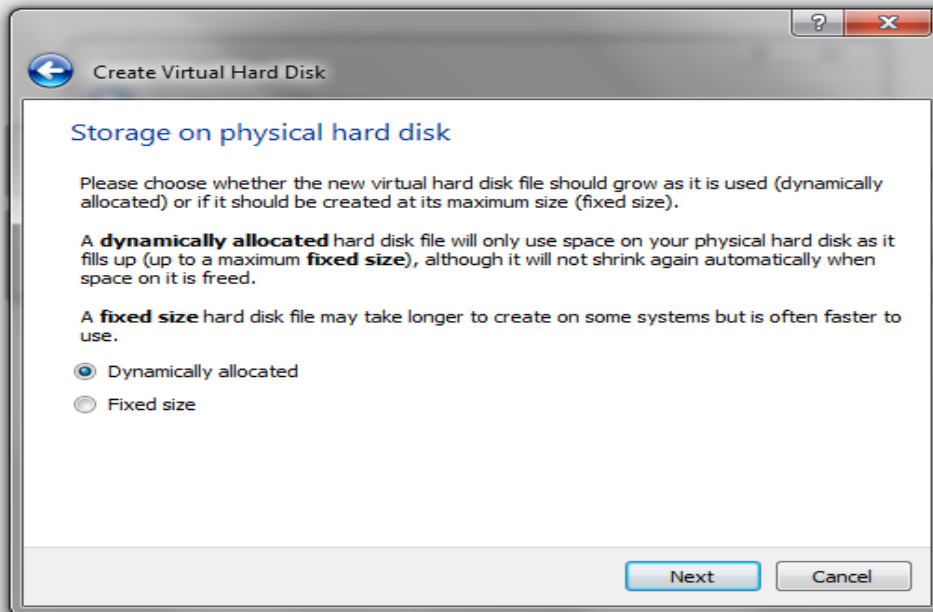 ?
Create Virtual Hard Disk
Storage on physical hard disk
Please choose whether the new virtual hard disk file should grow as it is used (dynamically
allocated) or if it should be created at its maximum size (fixed size).
A dynamically allocated hard disk file will only use space on your physical hard disk as it
fills up (up to a maximum fixed size), although it will not shrink again automatically when
space on it is freed.
A fixed size hard disk file may take longer to create on some systems but is often faster to
use.
Dynamically allocated
Fixed size
Next Cancel